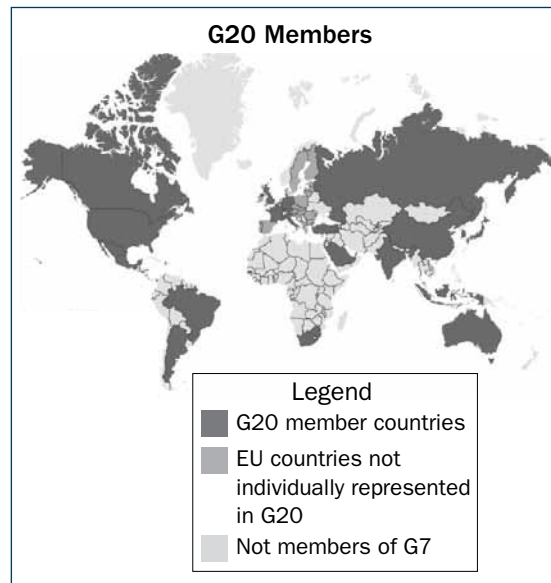 G20 Members
Legend
G20 member countries
EU countries not
individually represented
in G20
Not members of G7